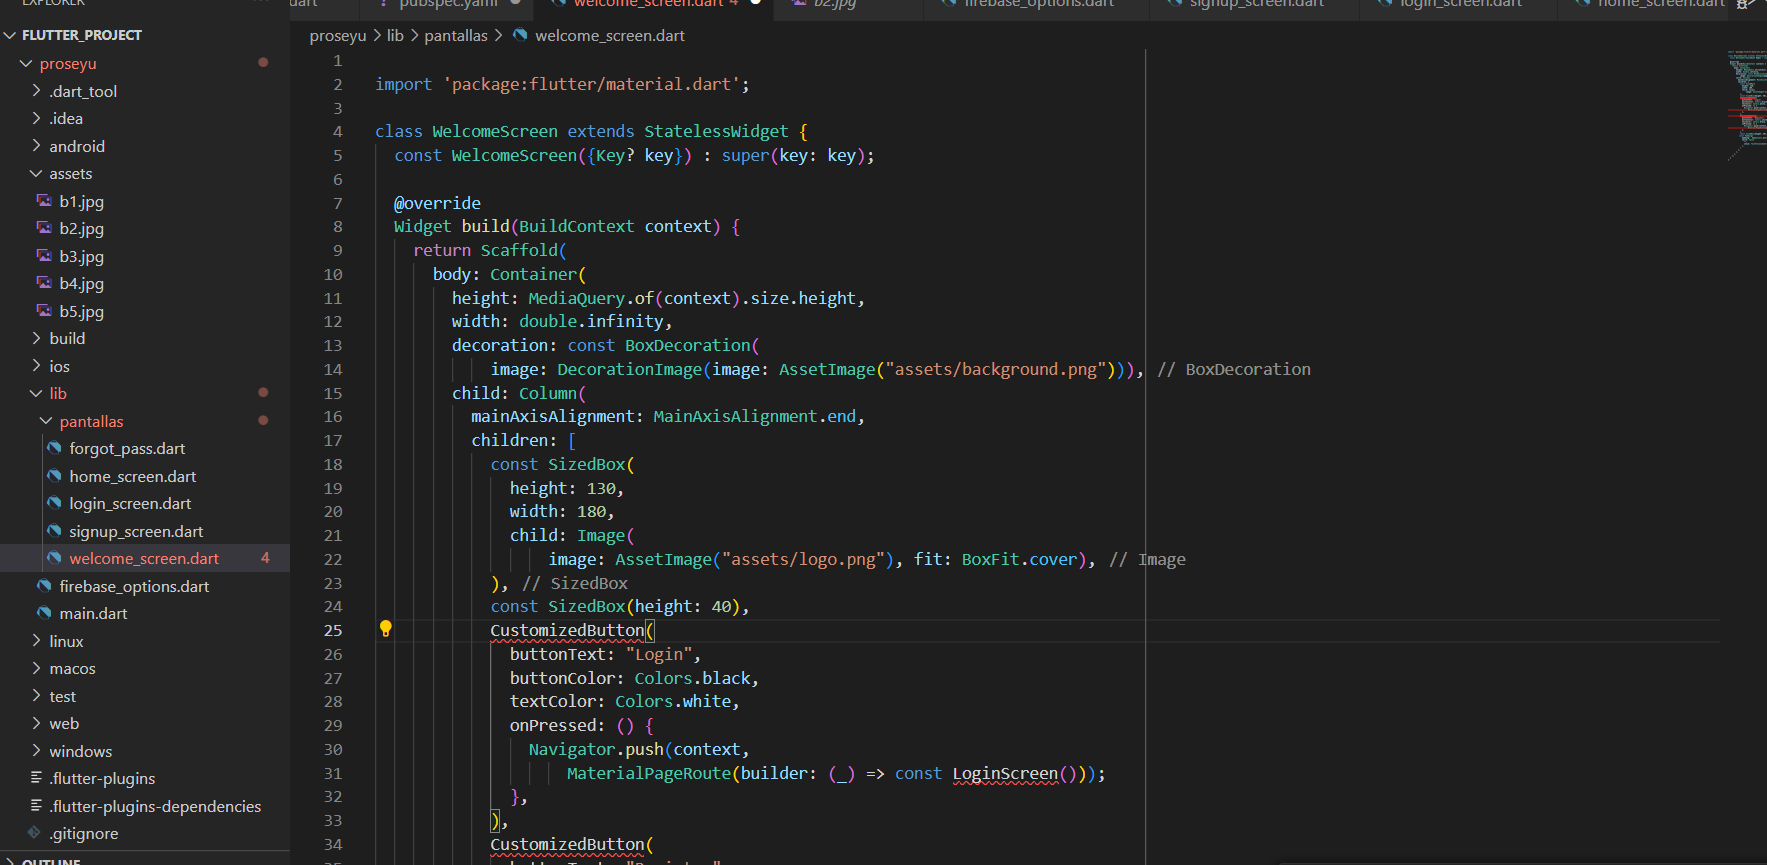 EXPLORER
FLUTTER_PROJECT
proseyu
.dart_tool
.idea
android
assets
b1.jpg
b2.jpg
b3.jpg
b4.jpg
b5.jpg
build
ios
lib
pantallas
forgot_pass.dart
home_screen.dart
login_screen.dart
signup_screen.dart
welcome_screen.dart 4
firebase_options.dart
main.dart
linux
macos
test
web
windows
.flutter-plugins
.flutter-plugins-dependencies
.gitignore
OUTLINE
dart ! pubspec.yaml welcome_screen.dart 4 b2.jpg firebase_options.dart signup_screen.dart login_screen.dart home_screen.dart
proseyu > lib > pantallas > welcome_screen.dart
1
2 import 'package:flutter/material.dart';
3
4 class WelcomeScreen extends StatelessWidget {
5 const WelcomeScreen({Key? key}) : super(key: key);
6
7 @override
8 Widget build(BuildContext context) {
9 return Scaffold(
10 body: Container(
11 height: MediaQuery.of(context).size.height,
12 width: double.infinity,
13 decoration: const BoxDecoration(
14 image: DecorationImage(image: AssetImage("assets/background.png"))), // BoxDecoration
15 child: Column(
16 mainAxisAlignment: MainAxisAlignment.end,
17 children: [
18 const SizedBox(
19 height: 130,
20 width: 180,
21 child: Image(
22 image: AssetImage("assets/logo.png"), fit: BoxFit.cover), // Image
23 ), // SizedBox
24 const SizedBox(height: 40),
25 CustomizedButton(
26 buttonText: "Login",
27 buttonColor: Colors.black,
28 textColor: Colors.white,
29 onPressed: () {
30 Navigator.push(context,
31 MaterialPageRoute(builder: (_) => const LoginScreen()));
32 },
33 ),
34 CustomizedButton(